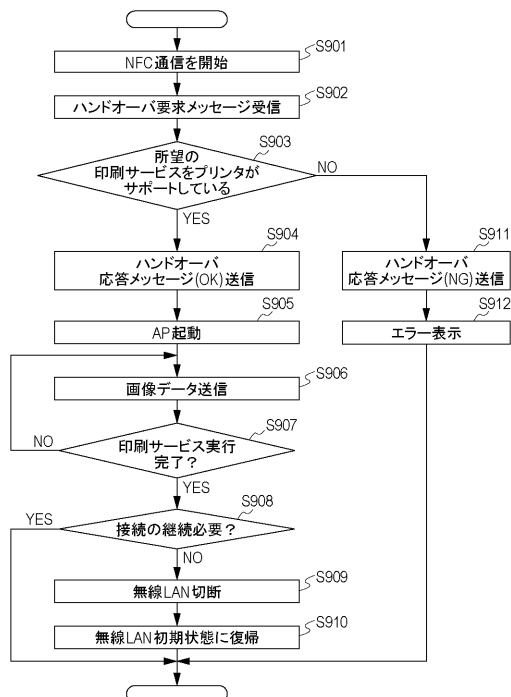 S901
NFC通信を開始
S902
ハンドオーバ要求メッセージ受信
S903
所望の
印刷サービスをプリンタが
サポートしている
NO
YES
S904
ハンドオーバ
応答メッセージ(OK)送信
S911
ハンドオーバ
応答メッセージ(NG)送信
S905
AP起動
S912
エラー表示
S906
画像データ送信
S907
印刷サービス実行
完了?
NO
YES
S908
接続の継続必要?
YES
NO
S909
無線LAN切断
S910
無線LAN初期状態に復帰